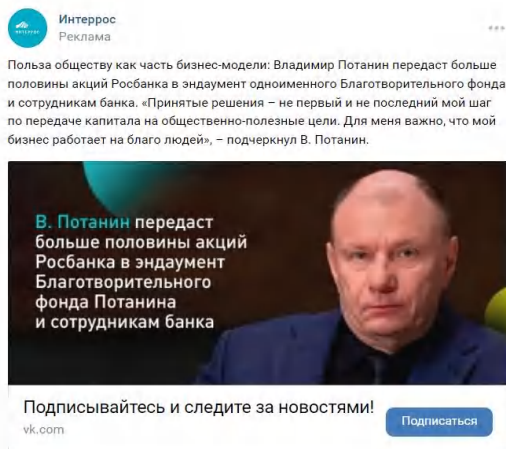 Интеррос
Реклама
ИНТЕРРОС
Польза обществу как часть бизнес-модели: Владимир Потанин передаст больше
половины акций Росбанка в эндаумент одноименного Благотворительного фонда
и сотрудникам банка. «Принятые решения – не первый и не последний мой шаг
по передаче капитала на общественно-полезные цели. Для меня важно, что мой
бизнес работает на благо людей», – подчеркнул В. Потанин.
В. Потанин передаст
больше половины акций
Росбанка в эндаумент
Благотворительного
фонда Потанина
и сотрудникам банка
Подписывайтесь и следите за новостями!
vk.com
Подписаться